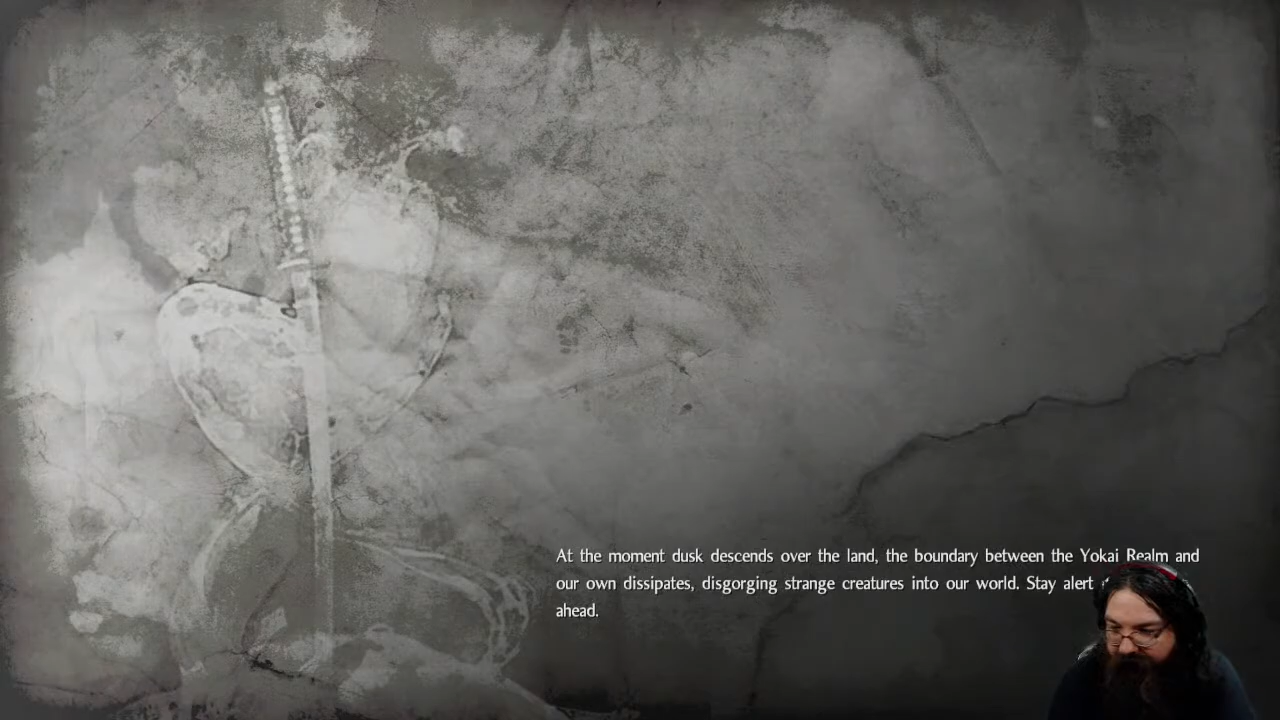 At the moment dusk descends over the land, the boundary between the Yokai Realm and
our own dissipates, disgorging strange creatures into our world. Stay alert
ahead.